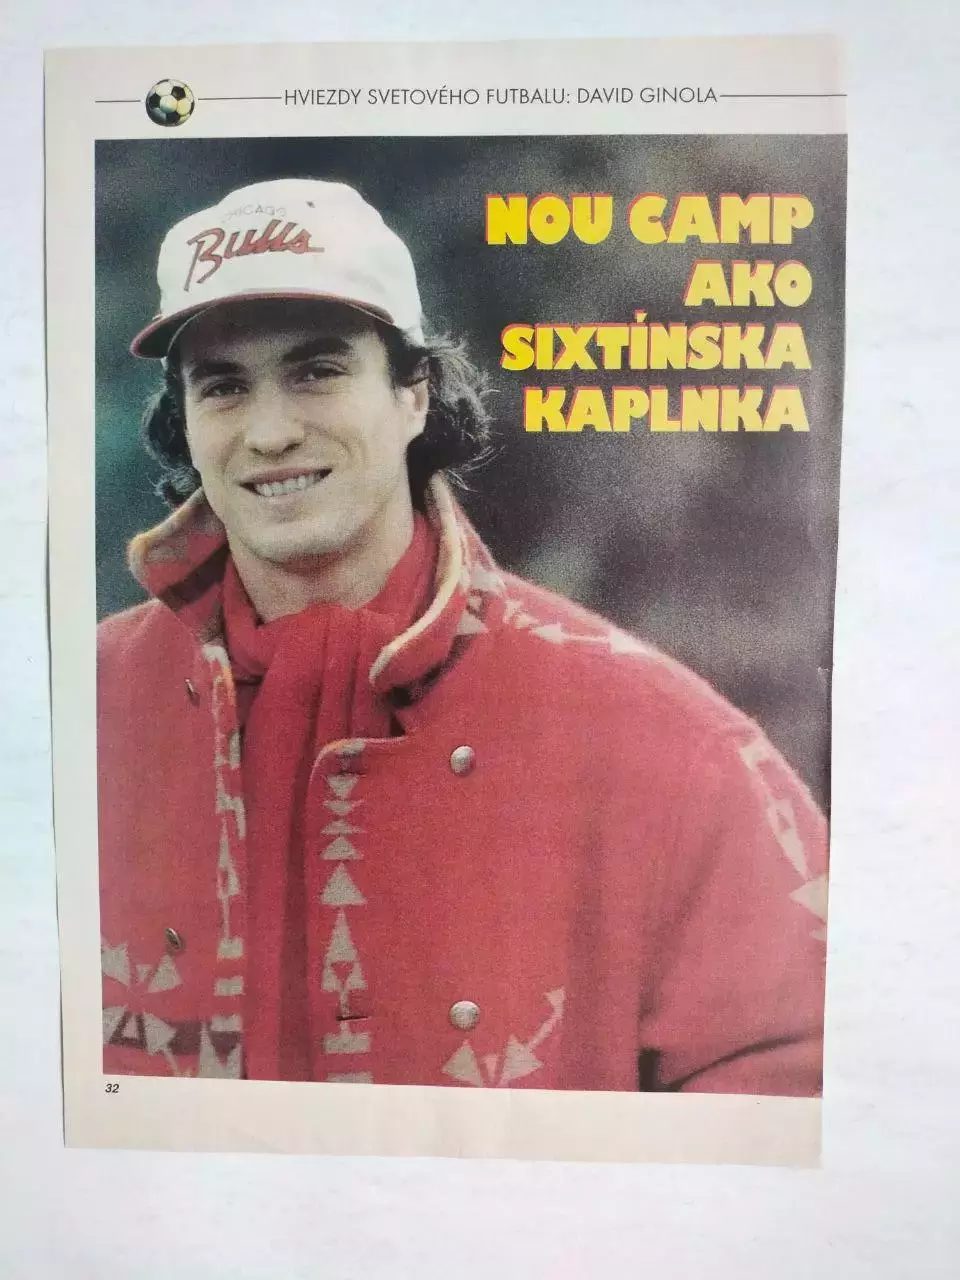 HVIEZDY SVETOVÉHO FUTBALU: DAVID GINOLA
NOU CAMP
AKO
SIXTÍNSKA
KAPLNKA
CHICAGO
Bulls
32